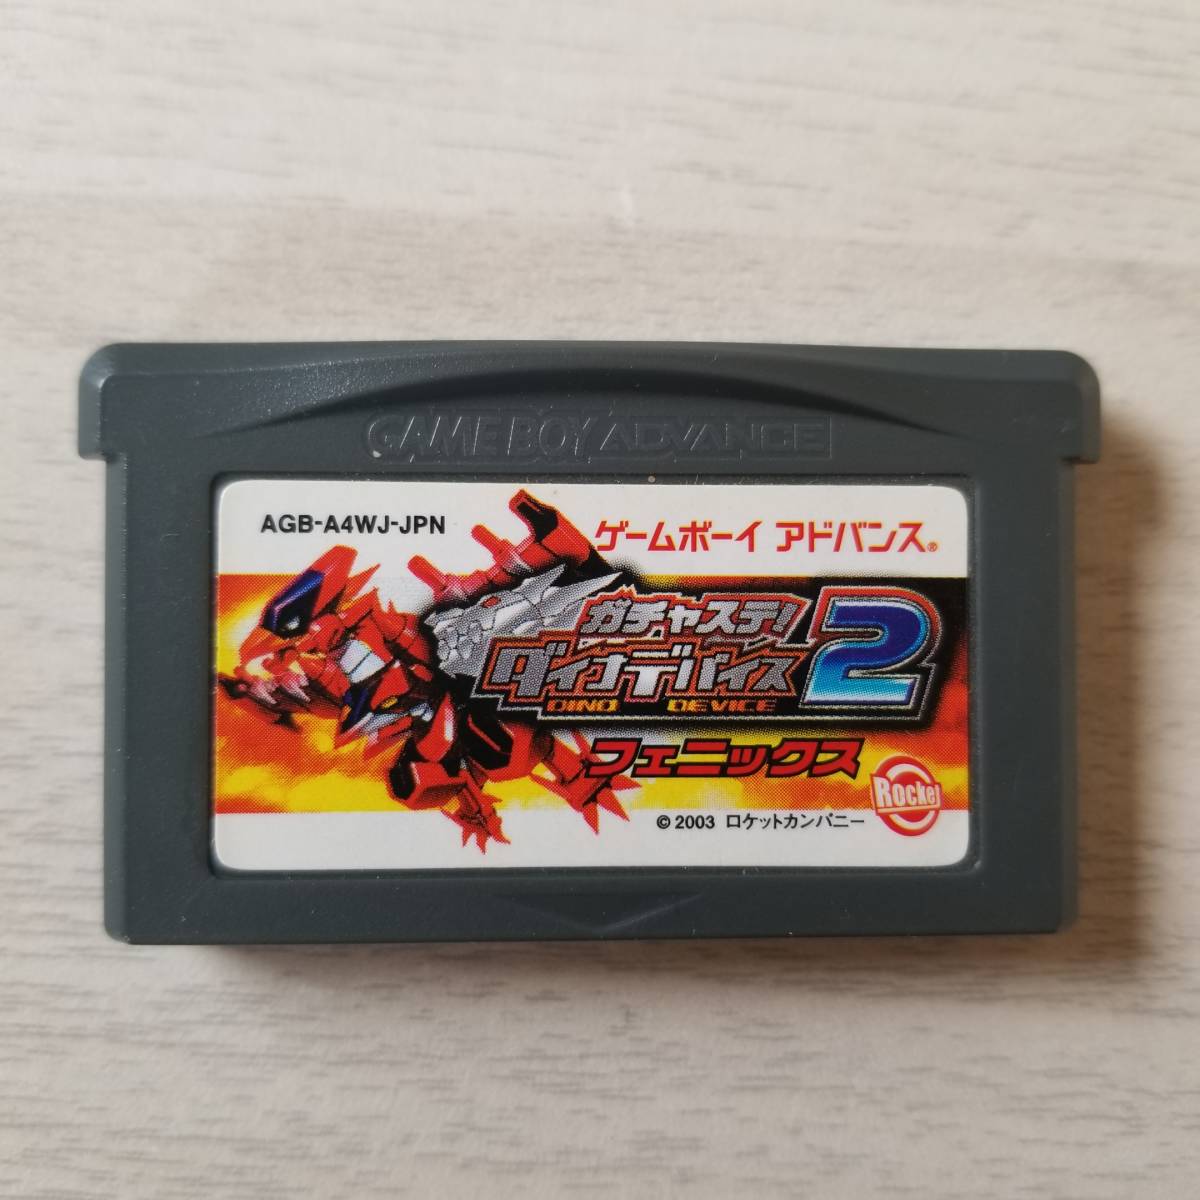 GAME BOY ADVANCE
AGB-A4WJ-JPN
ゲームボーイ アドバンス®
ガチャステ!
ダイナデバイス2
DINO DEVICE
フェニックス
Rocket
© 2003 ロケットカンパニー